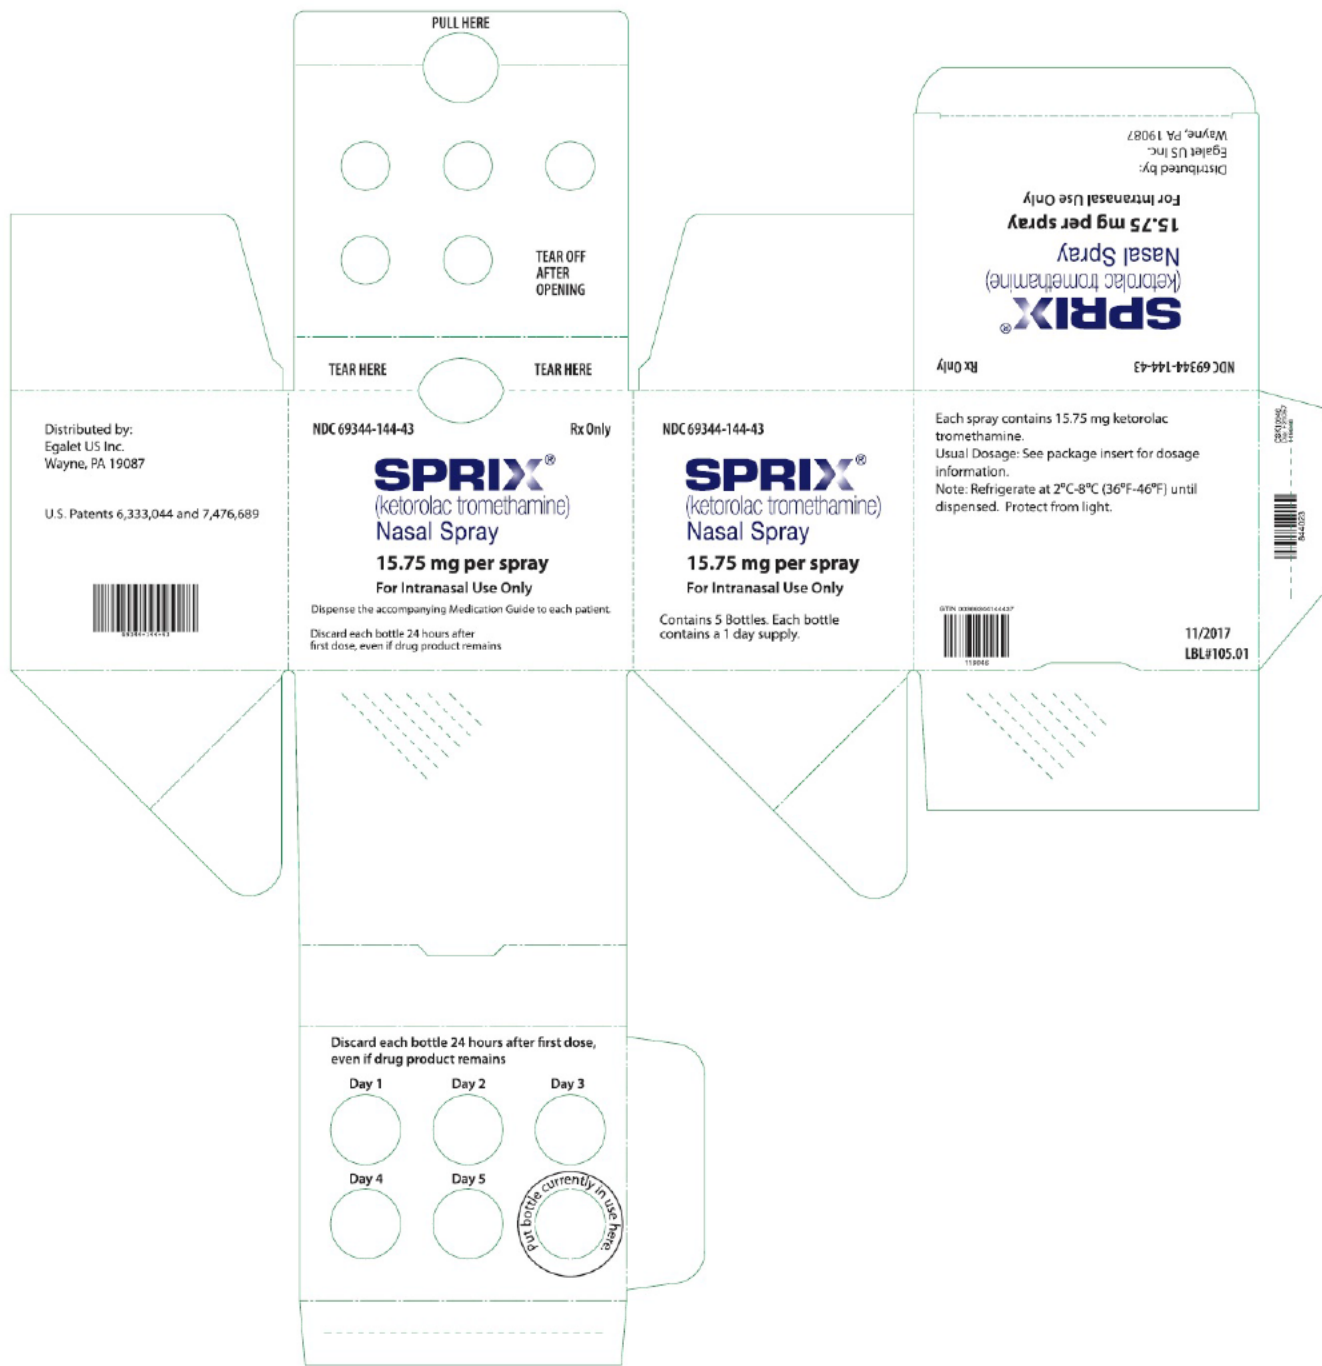 PULL HERE
TEAR OFF
AFTER
OPENING
TEAR HERE
TEAR HERE
Distributed by:
Egalet US Inc.
Wayne, PA 19087
U.S. Patents 6,333,044 and 7,476,689
69344-144-43
NDC 69344-144-43
Rx Only
SPRIX®
(ketorolac tromethamine)
Nasal Spray
15.75 mg per spray
For Intranasal Use Only
Dispense the accompanying Medication Guide to each patient.
Discard each bottle 24 hours after
first dose, even if drug product remains
NDC 69344-144-43
SPRIX®
(ketorolac tromethamine)
Nasal Spray
15.75 mg per spray
For Intranasal Use Only
Contains 5 Bottles. Each bottle
contains a 1 day supply.
NDC 69344-144-43
Rx Only
SPRIX®
(ketorolac tromethamine)
Nasal Spray
15.75 mg per spray
For Intranasal Use Only
Distributed by:
Egalet US Inc.
Wayne, PA 19087
Each spray contains 15.75 mg ketorolac
tromethamine.
Usual Dosage: See package insert for dosage
information.
Note: Refrigerate at 2°C-8°C (36°F-46°F) until
dispensed. Protect from light.
GTIN
11/2017
LBL#105.01
844023
Discard each bottle 24 hours after first dose,
even if drug product remains
Day 1
Day 2
Day 3
Day 4
Day 5
Put bottle currently in use here.